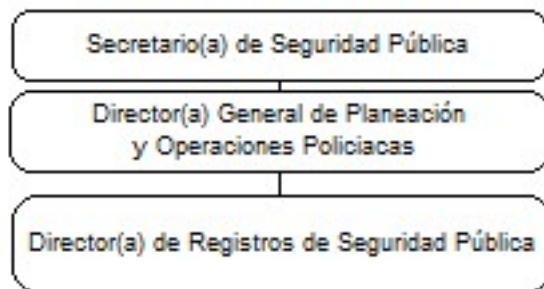 Secretario(a) de Seguridad Pública
Director(a) General de Planeación
y Operaciones Policiacas
Director(a) de Registros de Seguridad Pública